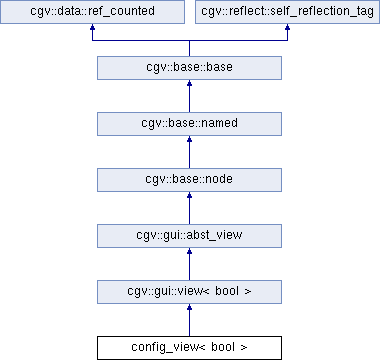 cgv::data::ref_counted
cgv::reflect::self_reflection_tag
cgv::base::base
cgv::base::named
cgv::base::node
cgv::gui::abst_view
cgv::gui::view< bool >
config_view< bool >